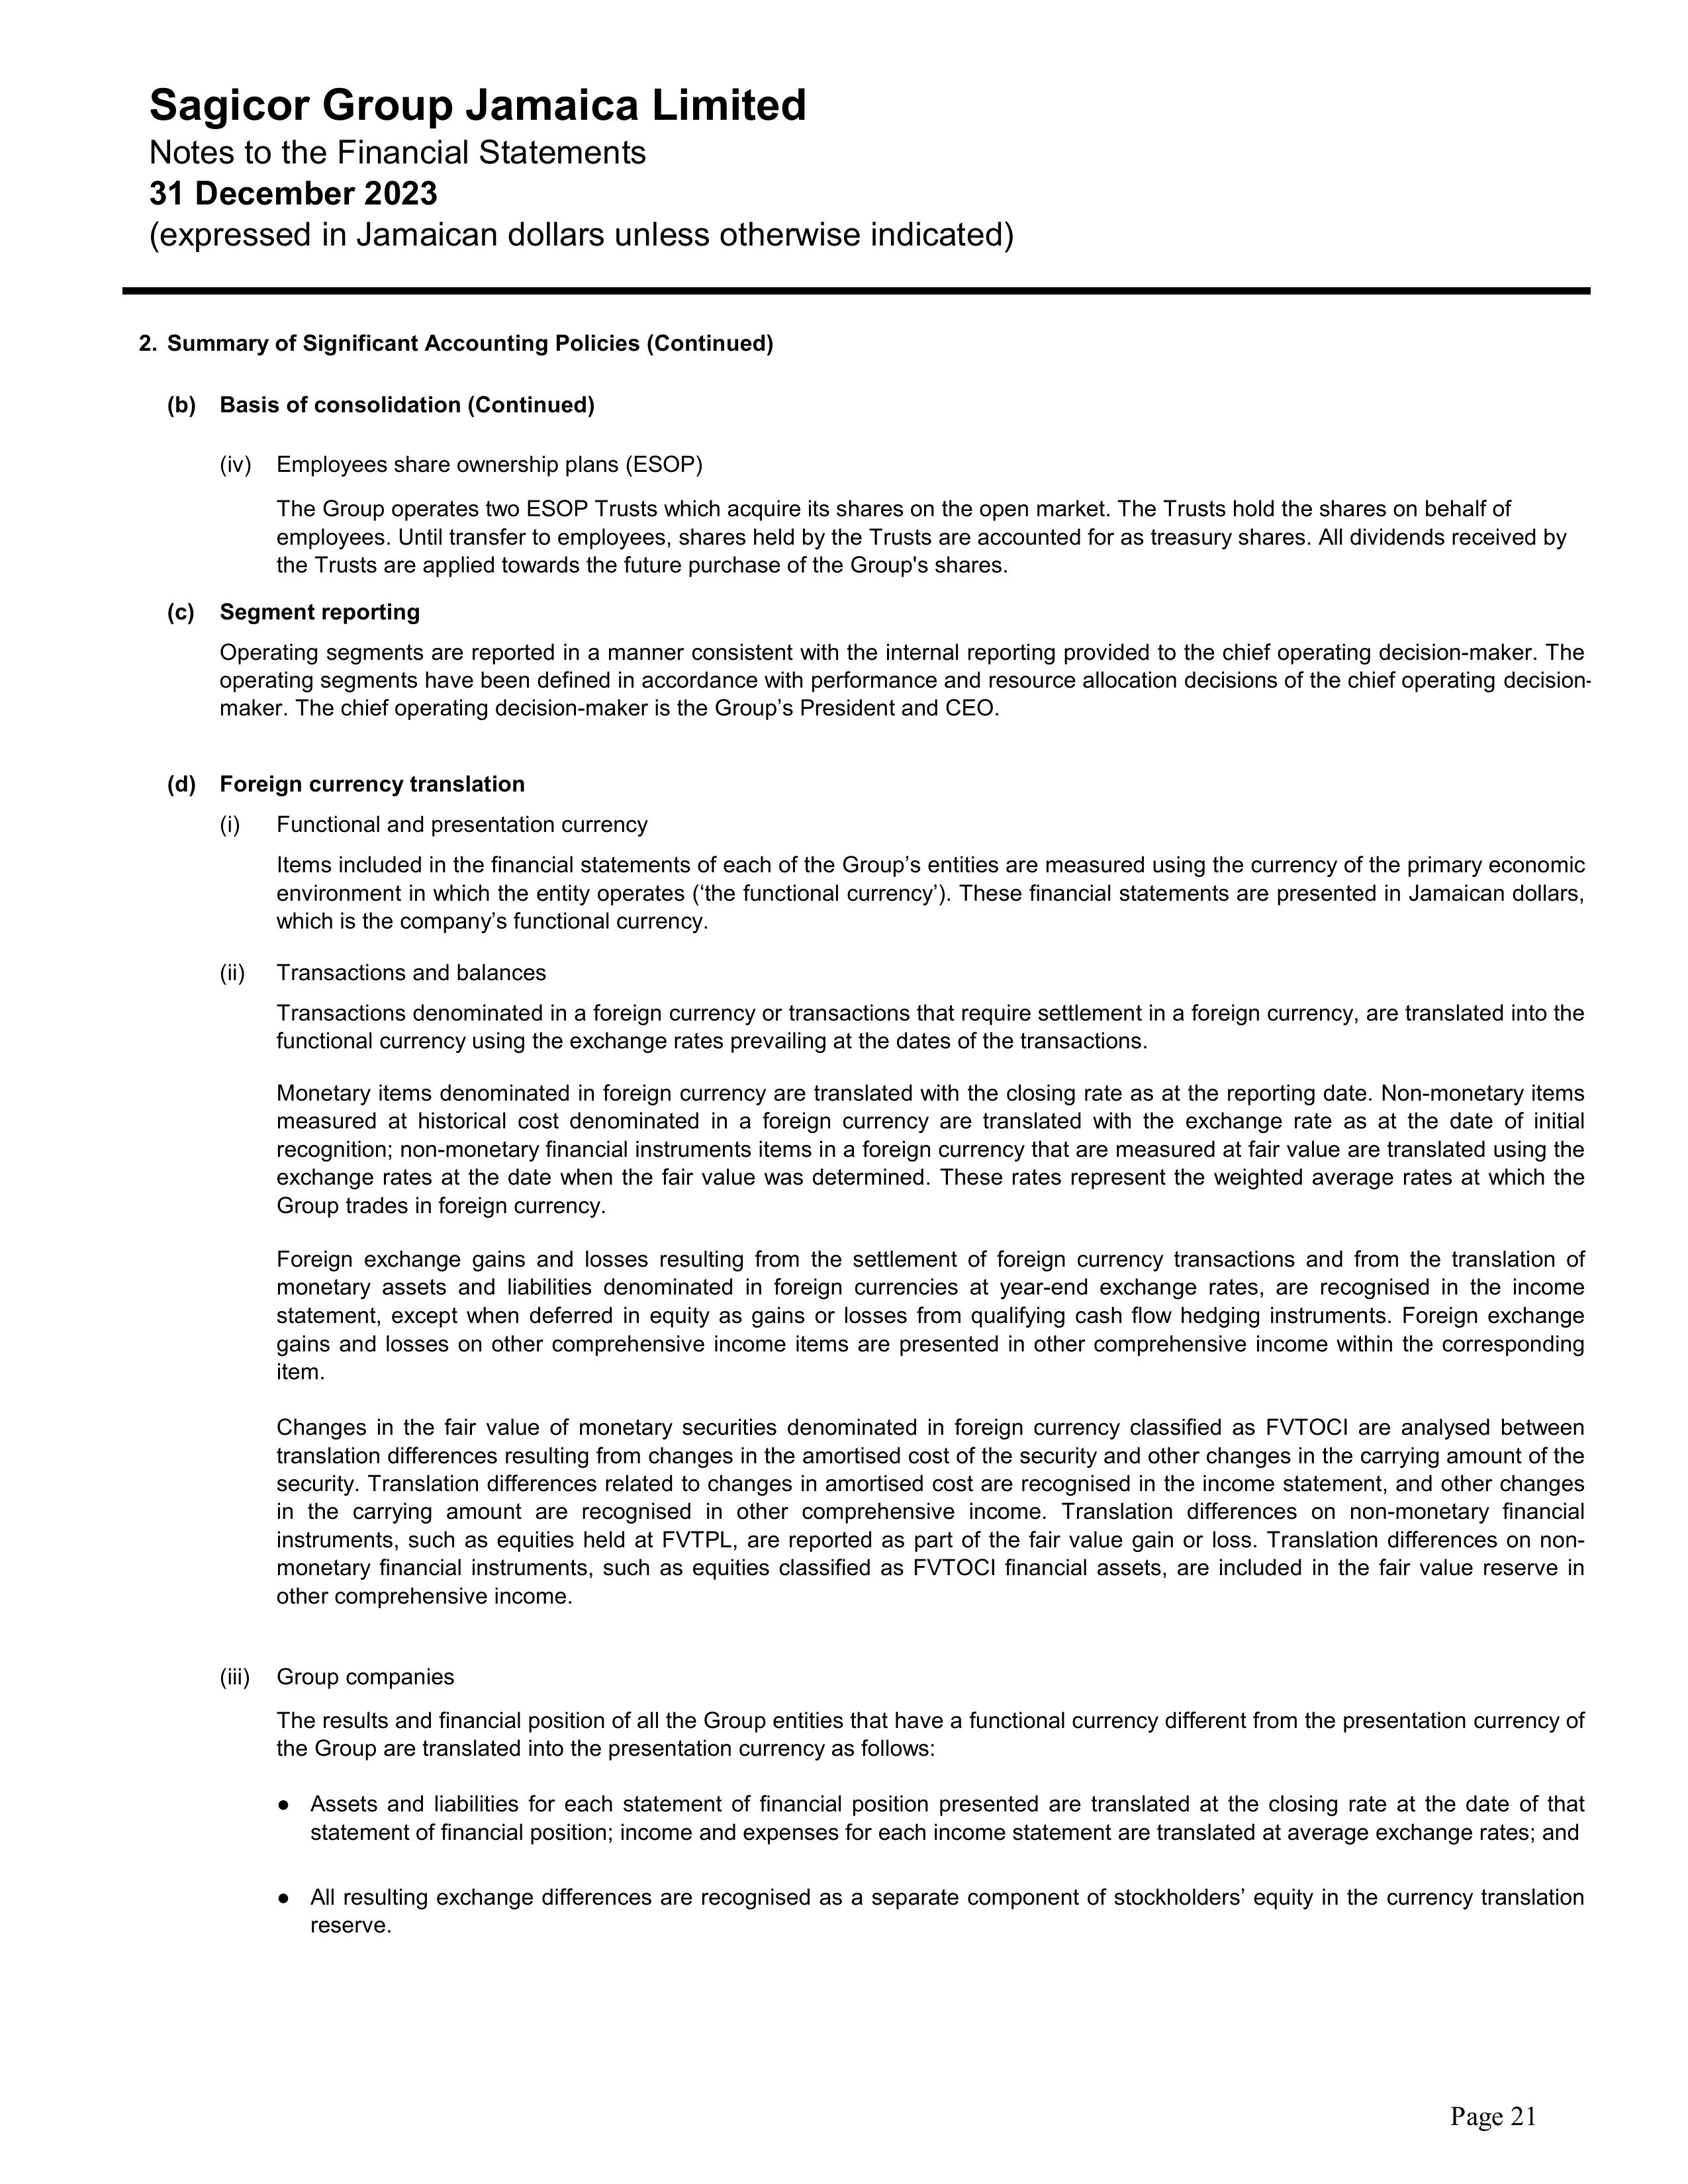 Sagicor Group Jamaica Limited
Notes to the Financial Statements
31 December 2023
(expressed in Jamaican dollars unless otherwise indicated)
2. Summary of Significant Accounting Policies (Continued)
(b) Basis of consolidation (Continued)
(iv) Employees share ownership plans (ESOP)
The Group operates two ESOP Trusts which acquire its shares on the open market. The Trusts hold the shares on behalf of
employees. Until transfer to employees, shares held by the Trusts are accounted for as treasury shares. All dividends received by
the Trusts are applied towards the future purchase of the Group's shares.
(c) Segment reporting
Operating segments are reported in a manner consistent with the internal reporting provided to the chief operating decision-maker. The
operating segments have been defined in accordance with performance and resource allocation decisions of the chief operating decision-
maker. The chief operating decision-maker is the Group’s President and CEO.
(d) Foreign currency translation
(i) Functional and presentation currency
Items included in the financial statements of each of the Group’s entities are measured using the currency of the primary economic
environment in which the entity operates (‘the functional currency’). These financial statements are presented in Jamaican dollars,
which is the company’s functional currency.
(ii) Transactions and balances
Transactions denominated in a foreign currency or transactions that require settlement in a foreign currency, are translated into the
functional currency using the exchange rates prevailing at the dates of the transactions.
Monetary items denominated in foreign currency are translated with the closing rate as at the reporting date. Non-monetary items
measured at historical cost denominated in a foreign currency are translated with the exchange rate as at the date of initial
recognition; non-monetary financial instruments items in a foreign currency that are measured at fair value are translated using the
exchange rates at the date when the fair value was determined. These rates represent the weighted average rates at which the
Group trades in foreign currency.
Foreign exchange gains and losses resulting from the settlement of foreign currency transactions and from the translation of
monetary assets and liabilities denominated in foreign currencies at year-end exchange rates, are recognised in the income
statement, except when deferred in equity as gains or losses from qualifying cash flow hedging instruments. Foreign exchange
gains and losses on other comprehensive income items are presented in other comprehensive income within the corresponding
item.
Changes in the fair value of monetary securities denominated in foreign currency classified as FVTOCI are analysed between
translation differences resulting from changes in the amortised cost of the security and other changes in the carrying amount of the
security. Translation differences related to changes in amortised cost are recognised in the income statement, and other changes
in the carrying amount are recognised in other comprehensive income. Translation differences on non-monetary financial
instruments, such as equities held at FVTPL, are reported as part of the fair value gain or loss. Translation differences on non-
monetary financial instruments, such as equities classified as FVTOCI financial assets, are included in the fair value reserve in
other comprehensive income.
(iii) Group companies
The results and financial position of all the Group entities that have a functional currency different from the presentation currency of
the Group are translated into the presentation currency as follows:
● Assets and liabilities for each statement of financial position presented are translated at the closing rate at the date of that
statement of financial position; income and expenses for each income statement are translated at average exchange rates; and
● All resulting exchange differences are recognised as a separate component of stockholders’ equity in the currency translation
reserve.
Page 21